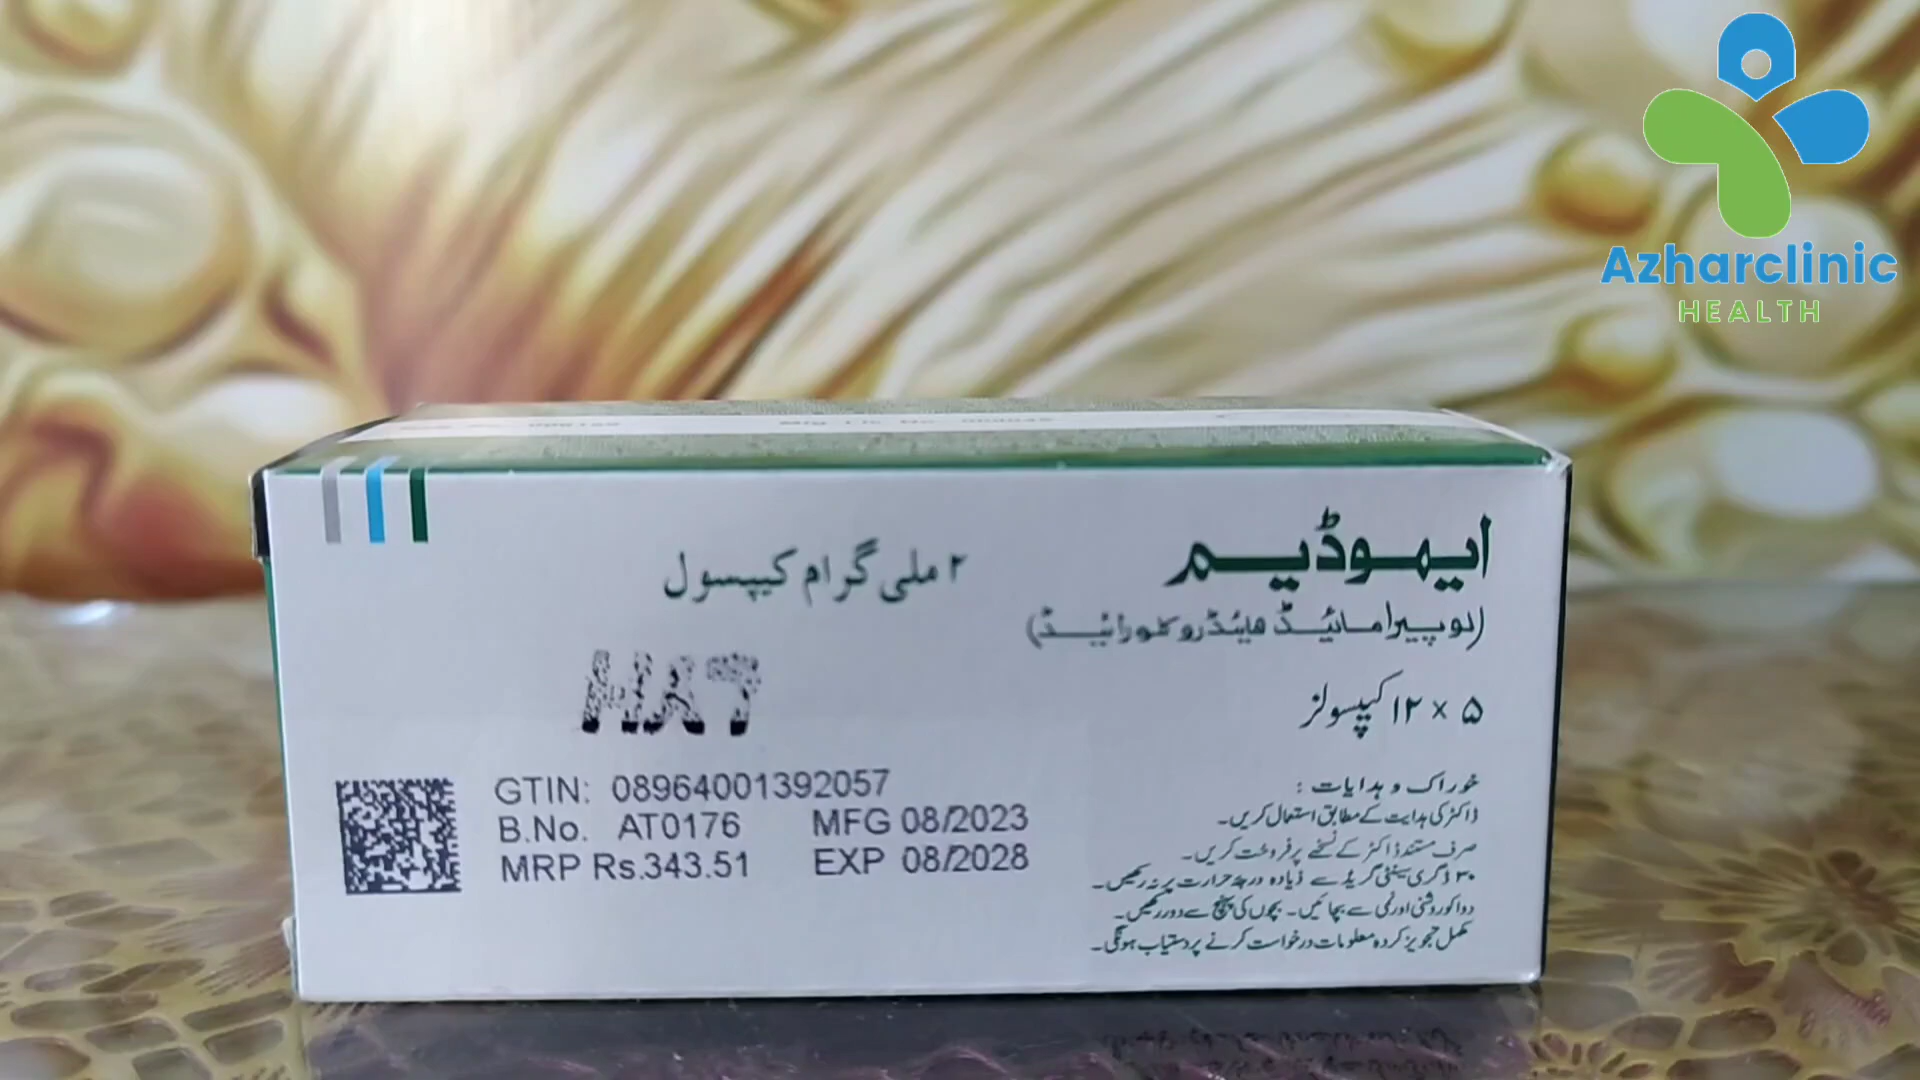 Azharclinic
HEALTH
ایموڈیم
(لوپیرامائیڈ ھائیڈروکلورائیڈ)
۲ ملی گرام کیپسول
۵ × ۱۲ کیپسولز
GTIN: 08964001392057
B.No. AT0176 MFG 08/2023
MRP Rs.343.51 EXP 08/2028
خوراک و ہدایات :
ڈاکٹر کی ہدایت کے مطابق استعمال کریں۔
صرف مستند ڈاکٹر کے نسخے پر فروخت کریں۔
۳۰ ڈگری سینٹی گریڈ سے زیادہ درجۂ حرارت پر نہ رکھیں۔
دوا کو روشنی اور نمی سے بچائیں۔ بچوں کی پہنچ سے دور رکھیں۔
مکمل تجویز کردہ معلومات درخواست کرنے پر دستیاب ہونگی۔